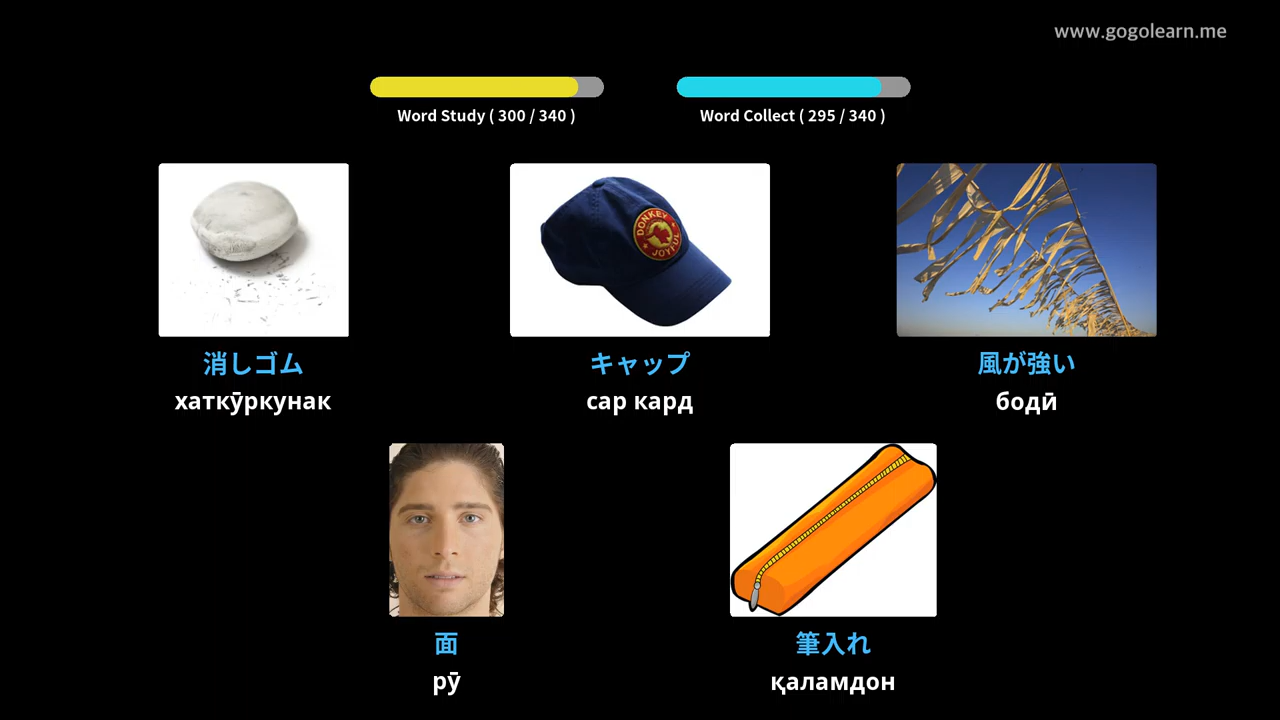 www.gogolearn.me
Word Study ( 300 / 340 )
Word Collect ( 295 / 340 )
DONKEY
JOYFUL
消しゴム
キャップ
風が強い
хаткӯркунак
сар кард
бодӣ
面
筆入れ
рӯ
қаламдон